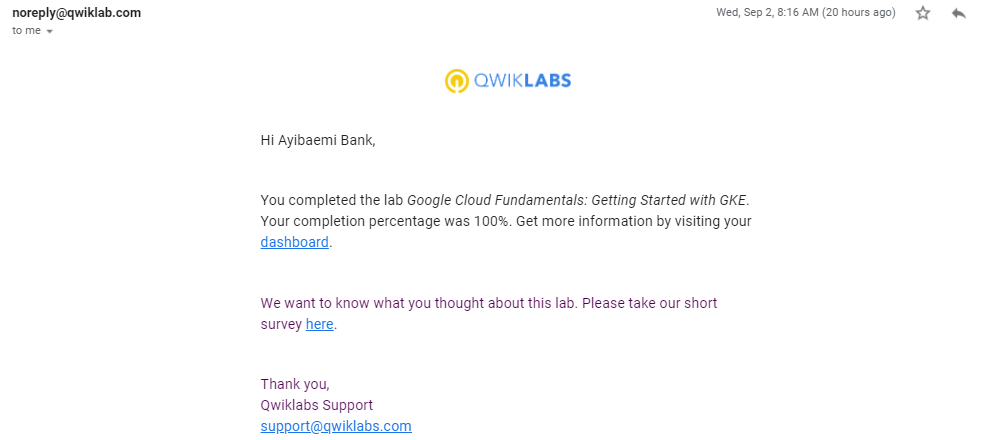 noreply@qwiklab.com
Wed, Sep 2, 8:16 AM (20 hours ago)
to me
QWIKLABS
Hi Ayibaemi Bank,
You completed the lab Google Cloud Fundamentals: Getting Started with GKE.
Your completion percentage was 100%. Get more information by visiting your
dashboard.
We want to know what you thought about this lab. Please take our short
survey here.
Thank you,
Qwiklabs Support
support@qwiklabs.com